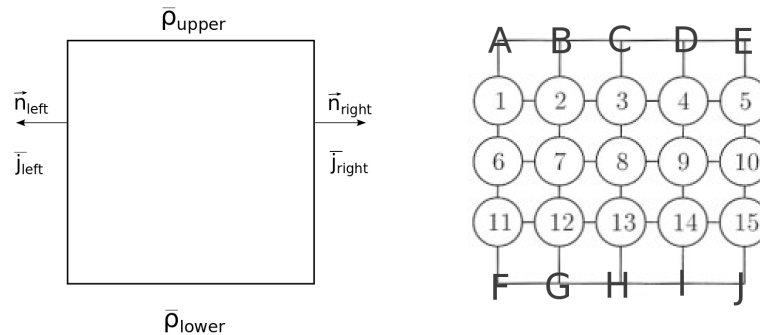 ρ̅upper
n⃗left
n⃗right
j̅left
j̅right
ρ̅lower
A B C D E
1 2 3 4 5
6 7 8 9 10
11 12 13 14 15
F G H I J